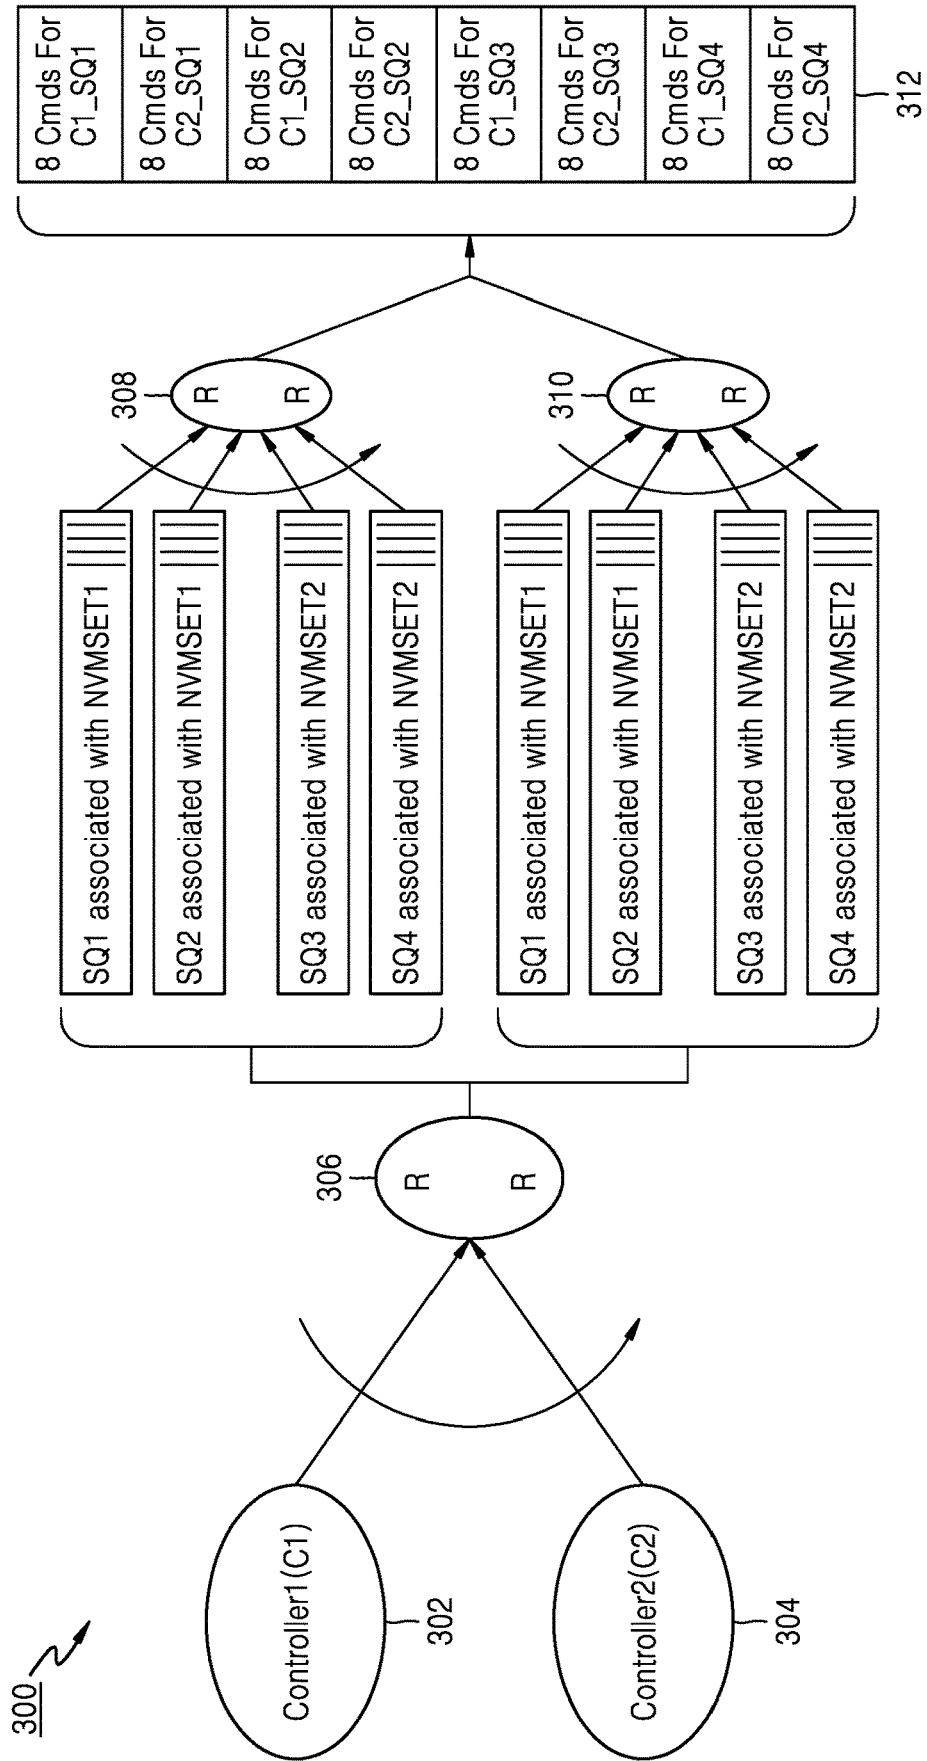 300
Controller1(C1)
302
Controller2(C2)
304
306
R
R
SQ1 associated with NVMSET1
SQ2 associated with NVMSET1
SQ3 associated with NVMSET2
SQ4 associated with NVMSET2
SQ1 associated with NVMSET1
SQ2 associated with NVMSET1
SQ3 associated with NVMSET2
SQ4 associated with NVMSET2
308
R
R
310
R
R
8 Cmds For
C1_SQ1
8 Cmds For
C2_SQ1
8 Cmds For
C1_SQ2
8 Cmds For
C2_SQ2
8 Cmds For
C1_SQ3
8 Cmds For
C2_SQ3
8 Cmds For
C1_SQ4
8 Cmds For
C2_SQ4
312